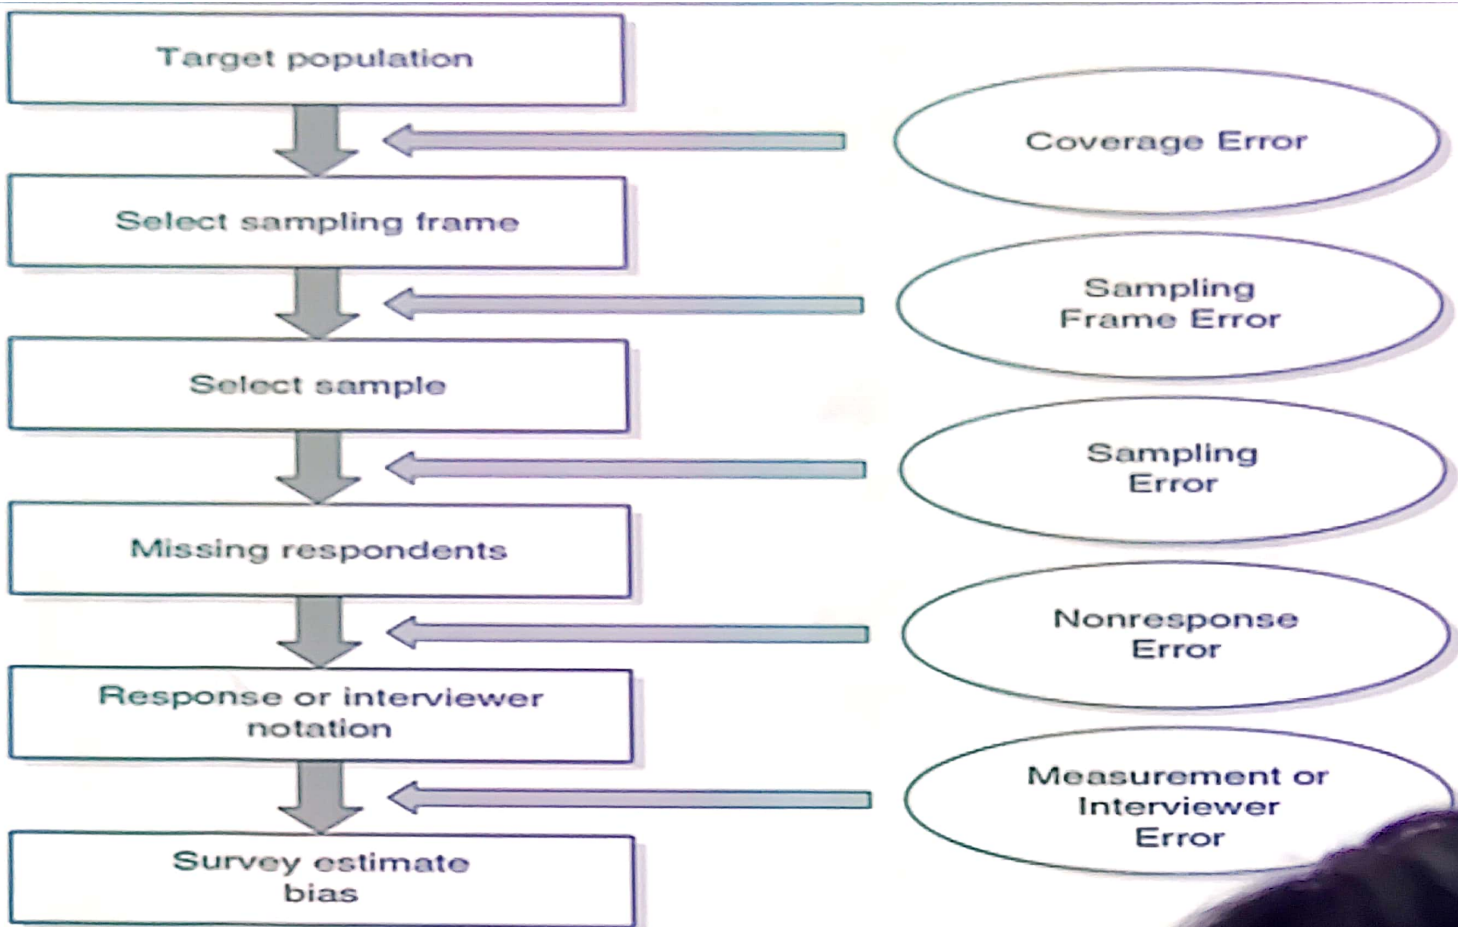 Target population
Coverage Error
Select sampling frame
Sampling
Frame Error
Select sample
Sampling
Error
Missing respondents
Nonresponse
Error
Response or interviewer
notation
Measurement or
Interviewer
Error
Survey estimate
bias